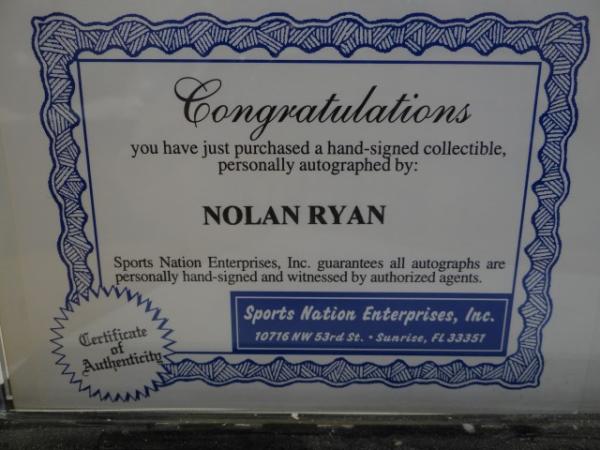 Congratulations
you have just purchased a hand-signed collectible,
personally autographed by:
NOLAN RYAN
Sports Nation Enterprises, Inc. guarantees all autographs are
personally hand-signed and witnessed by authorized agents.
Sports Nation Enterprises, Inc.
10716 NW 53rd St. • Sunrise, FL 33351
Certificate
of
Authenticity